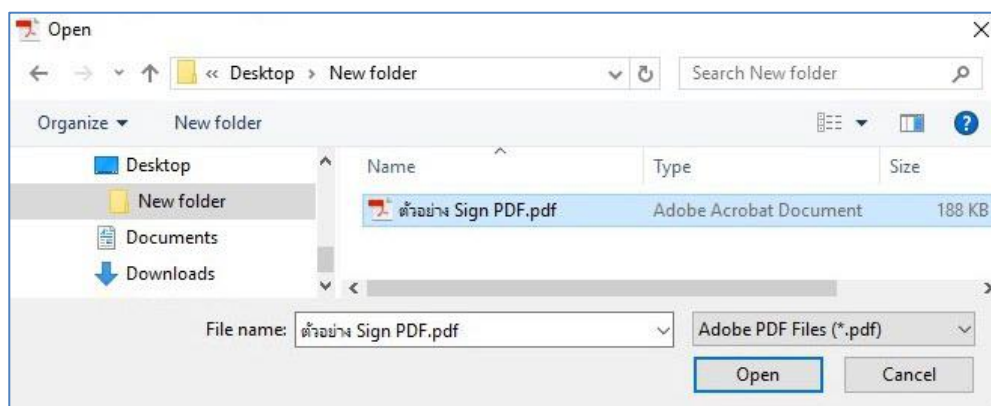 Open
« Desktop > New folder
Search New folder
Organize
New folder
Desktop
New folder
Documents
Downloads
Name Type Size
ตัวอย่าง Sign PDF.pdf Adobe Acrobat Document 188 KB
File name: ตัวอย่าง Sign PDF.pdf Adobe PDF Files (*.pdf)
Open Cancel